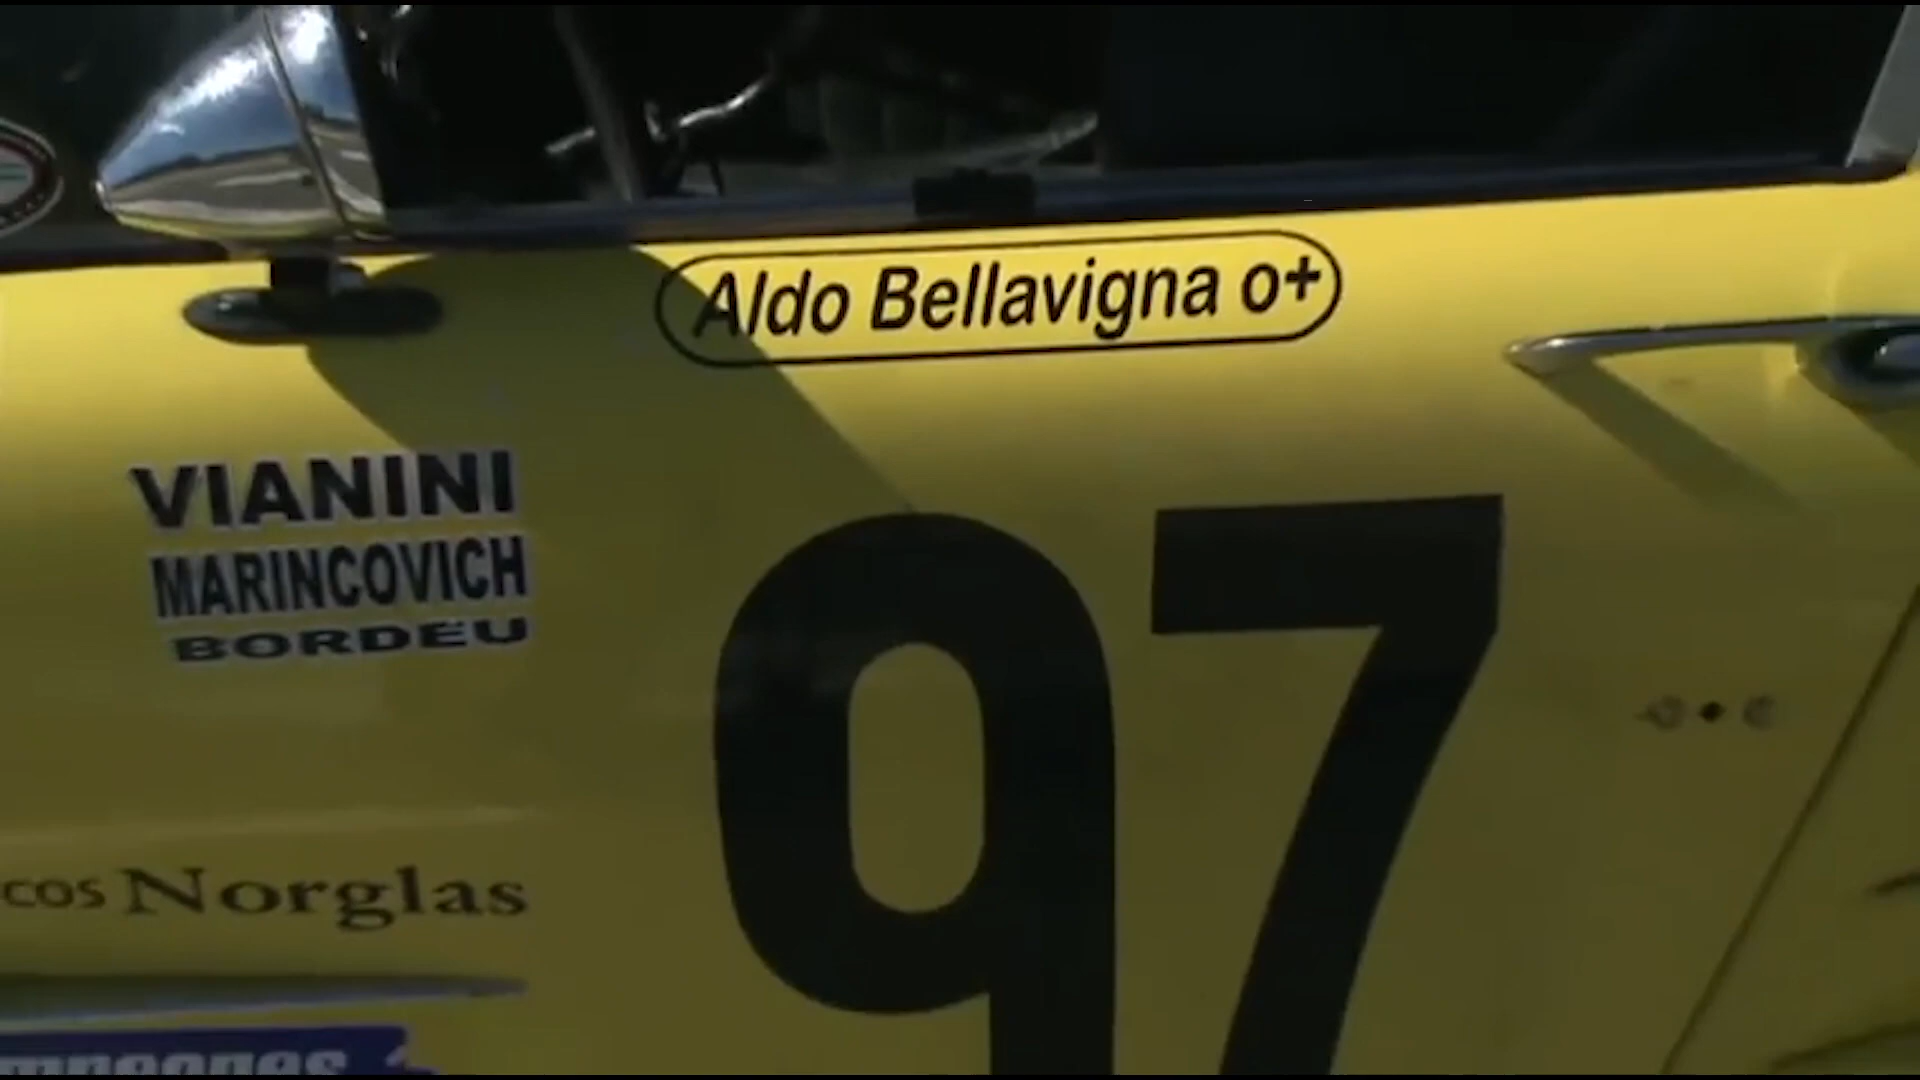 Aldo Bellavigna o+
VIANINI
MARINCOVICH
BORDEU
97
cos Norglas